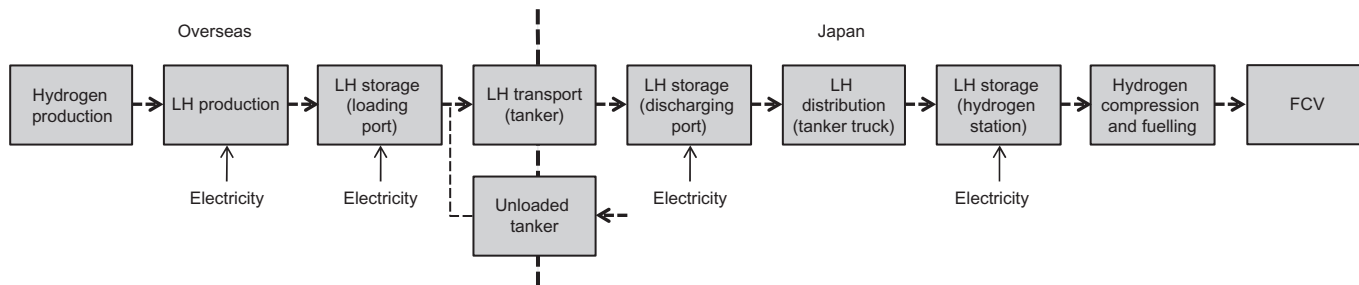 Overseas
Japan
Hydrogen
production
LH production
LH storage
(loading
port)
LH transport
(tanker)
LH storage
(discharging
port)
LH
distribution
(tanker truck)
LH storage
(hydrogen
station)
Hydrogen
compression
and fuelling
FCV
Electricity
Electricity
Unloaded
tanker
Electricity
Electricity